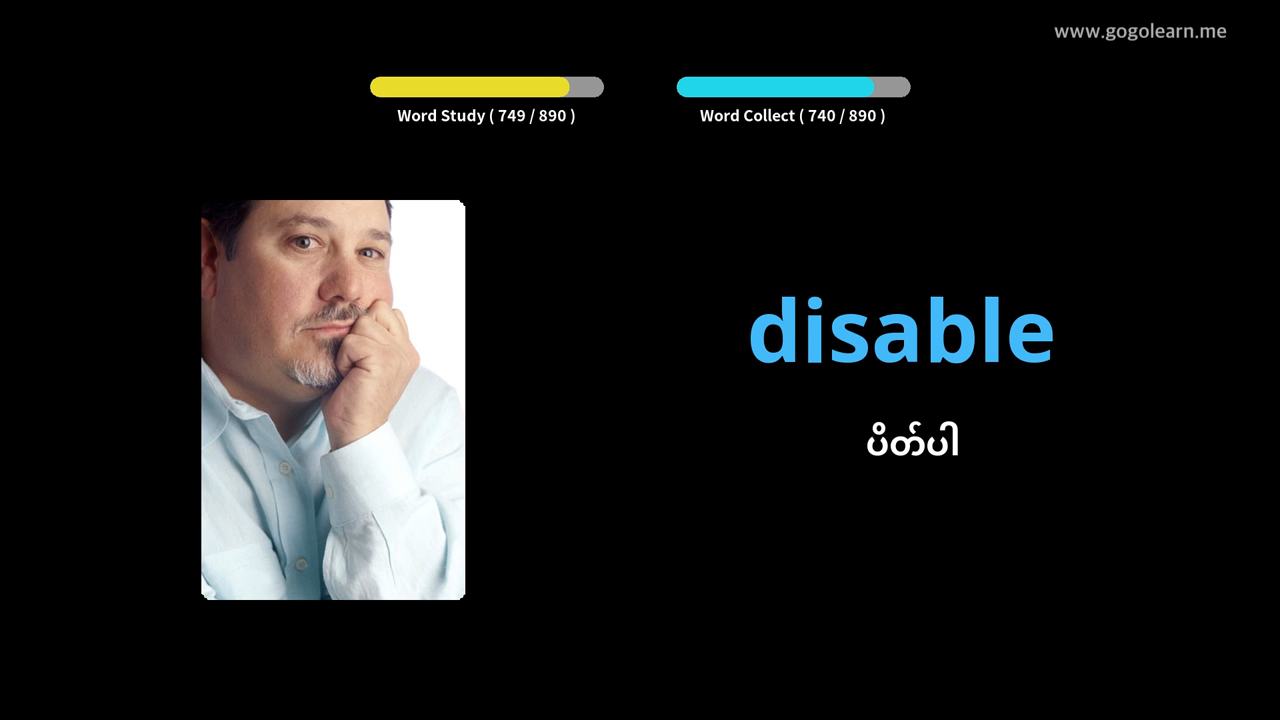 www.gogolearn.me
Word Study ( 749 / 890 )
Word Collect ( 740 / 890 )
disable
ပိတ်ပါ